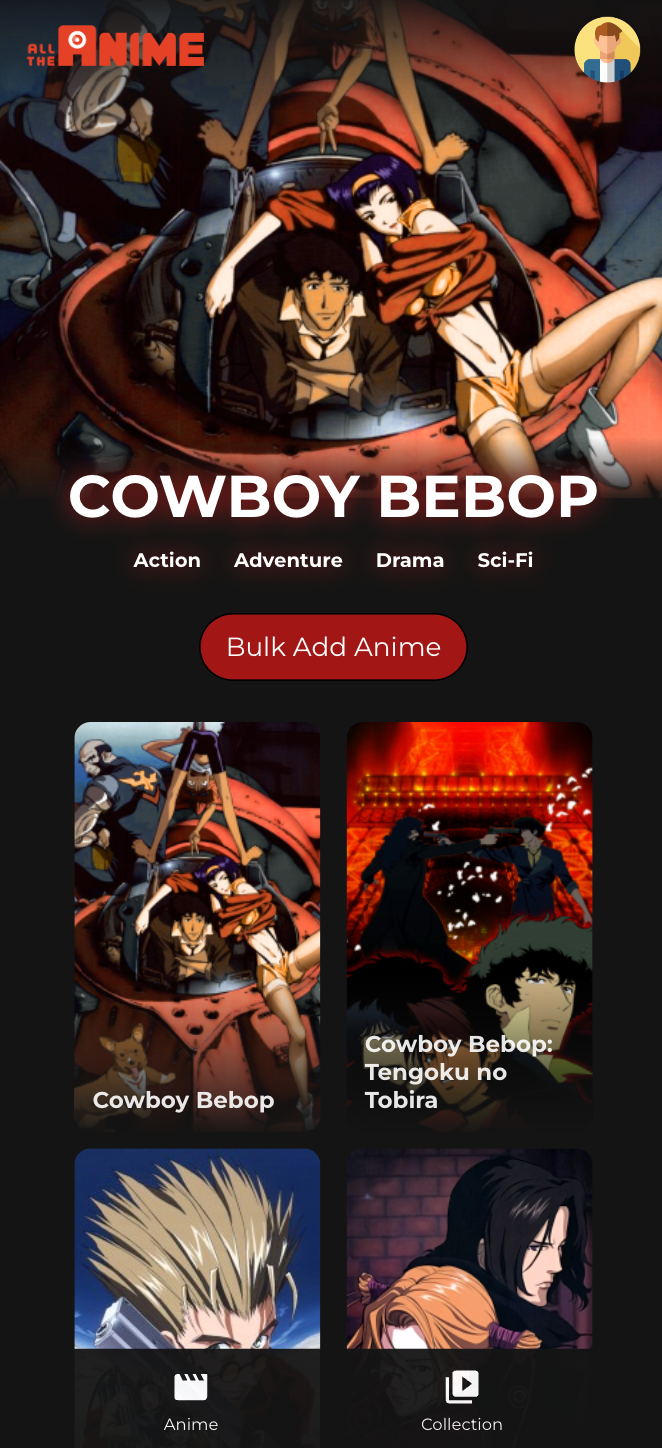 ALL
THE ANIME
COWBOY BEBOP
Action Adventure Drama Sci-Fi
Bulk Add Anime
Cowboy Bebop
Cowboy Bebop:
Tengoku no
Tobira
Anime
Collection